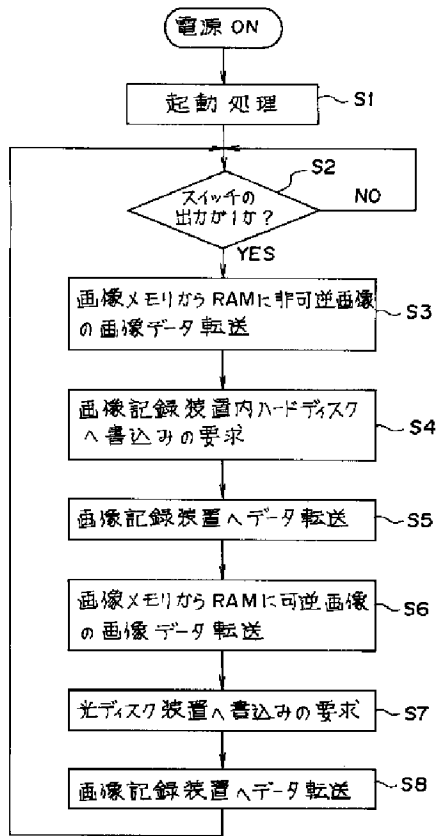 電源 ON
起動処理
S1
S2
スイッチの
出力が1か?
NO
YES
画像メモリからRAMに非可逆画像
の画像データ転送
S3
画像記録装置内ハードディスク
へ書込みの要求
S4
画像記録装置へデータ転送
S5
画像メモリからRAMに可逆画像
の画像データ転送
S6
光ディスク装置へ書込みの要求
S7
画像記録装置へデータ転送
S8